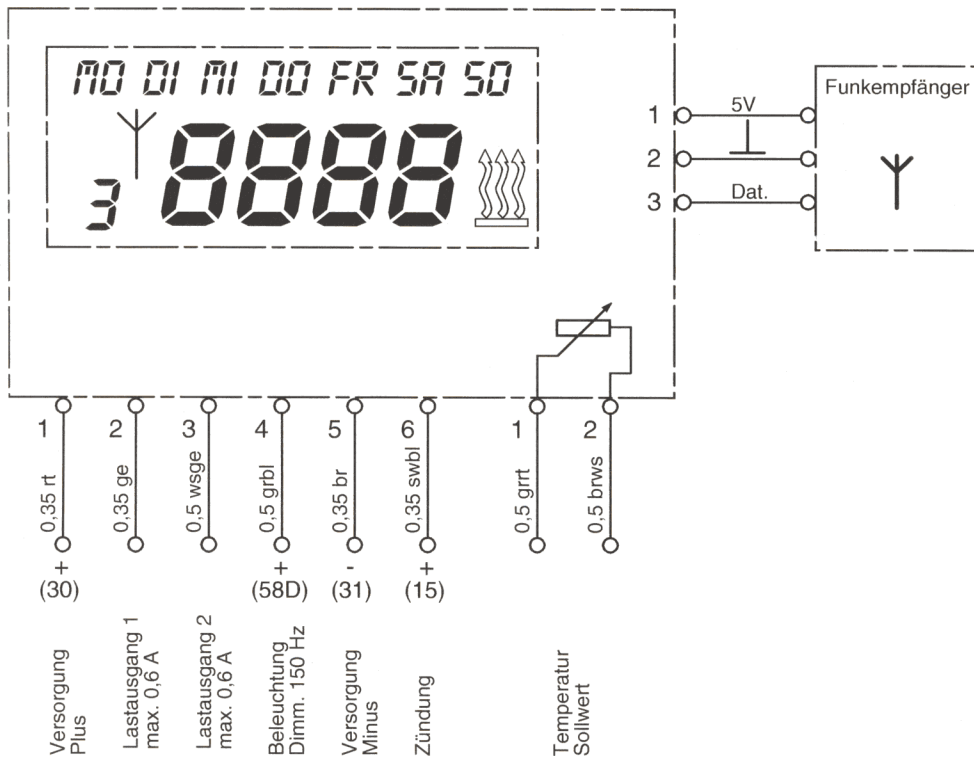 MO DI MI DO FR SA SO
8888
3
1
5V
2
3
Dat.
Funkempfänger
1
2
3
4
5
6
1
2
0,35 rt
0,35 ge
0,5 wsge
0,5 grbl
0,35 br
0,35 swbl
0,5 grrt
0,5 brws
+
(30)
+
(58D)
-
(31)
+
(15)
Versorgung
Plus
Lastausgang 1
max. 0,6 A
Lastausgang 2
max. 0,6 A
Beleuchtung
Dimm. 150 Hz
Versorgung
Minus
Zündung
Temperatur
Sollwert